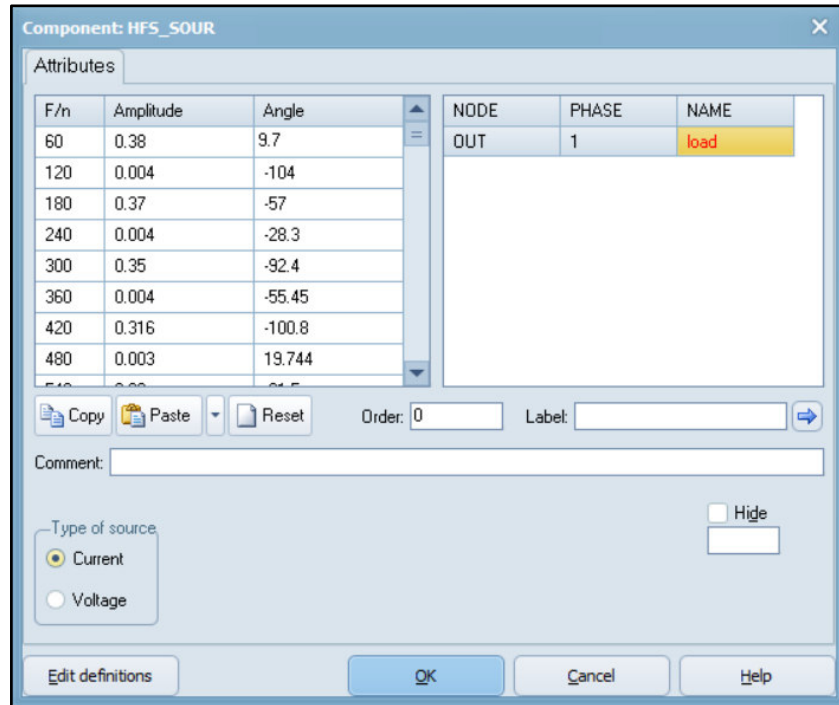 Component: HFS_SOUR
Attributes
F/n Amplitude Angle
60 0.38 9.7
120 0.004 -104
180 0.37 -57
240 0.004 -28.3
300 0.35 -92.4
360 0.004 -55.45
420 0.316 -100.8
480 0.003 19.744
NODE PHASE NAME
OUT 1 load
Copy Paste Reset Order: 0 Label:
Comment:
Type of source
Current
Voltage
Hide
Edit definitions OK Cancel Help